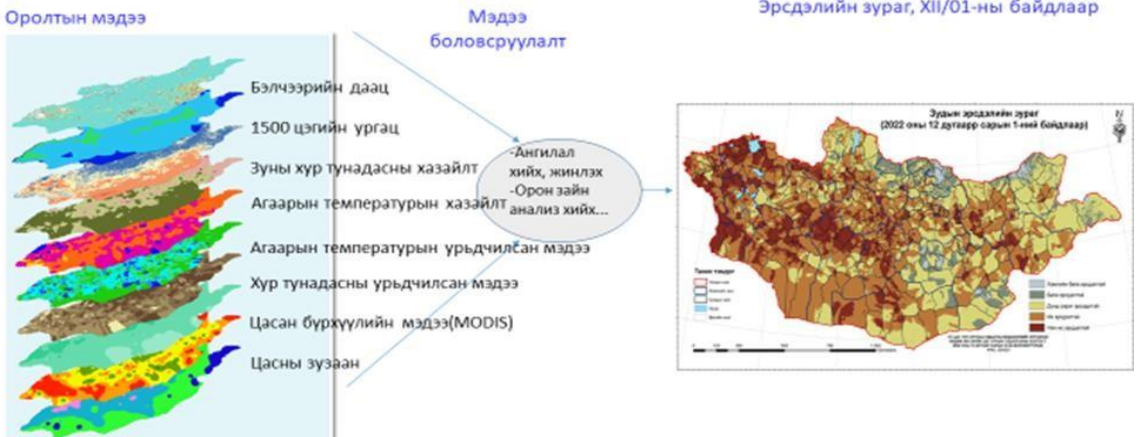 Оролтын мэдээ
Мэдээ
боловсруулалт
Эрсдэлийн зураг, XII/01-ны байдлаар
Бэлчээрийн даац
1500 цэгийн ургац
Зуны хур тунадасны хазайлт
Агаарын температурын хазайлт
Агаарын температурын урьдчилсан мэдээ
Хур тунадасны урьдчилсан мэдээ
Цасан бүрхүүлийн мэдээ(MODIS)
Цасны зузаан
-Ангилал
хийх, жинлэх
-Орон зайн
анализ хийх...
Зудын эрсдэлийн зураг
(2022 оны 12 дугаарр сарын 1-ний байдлаар)
N